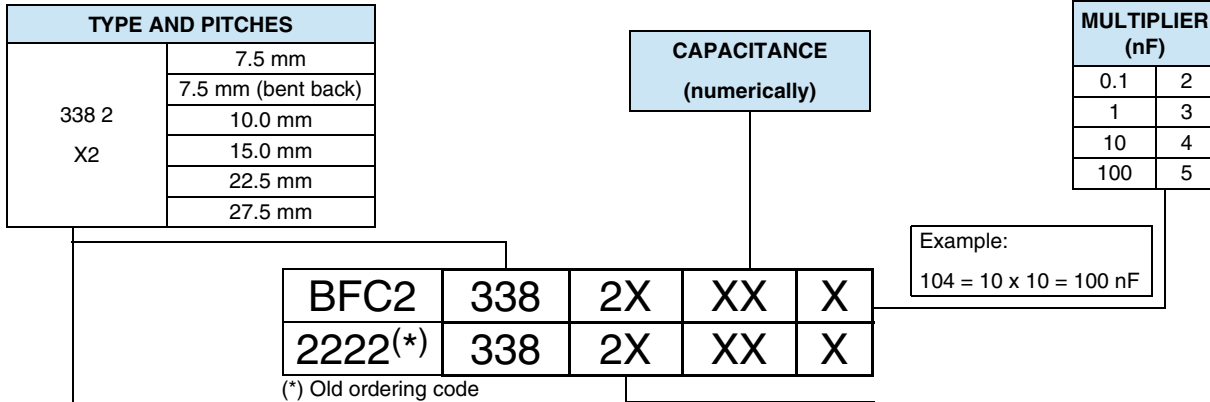 TYPE AND PITCHES
338 2
X2
7.5 mm
7.5 mm (bent back)
10.0 mm
15.0 mm
22.5 mm
27.5 mm
CAPACITANCE
(numerically)
MULTIPLIER
(nF)
0.1 2
1 3
10 4
100 5
Example:
104 = 10 x 10 = 100 nF
BFC2 338 2X XX X
2222(*) 338 2X XX X
(*) Old ordering code